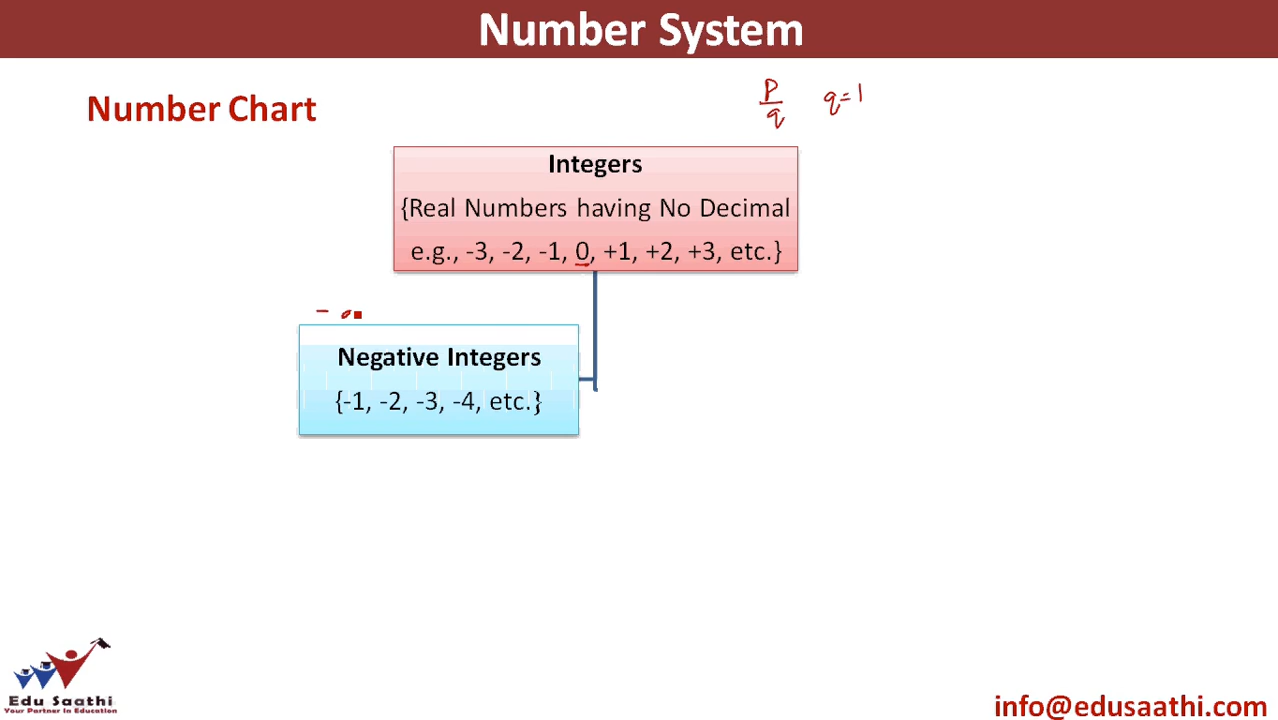 Number System
Number Chart
P/q q=1
Integers
{Real Numbers having No Decimal
e.g., -3, -2, -1, 0, +1, +2, +3, etc.}
Negative Integers
{-1, -2, -3, -4, etc.}
Edu Saathi
Your Partner in Education
info@edusaathi.com